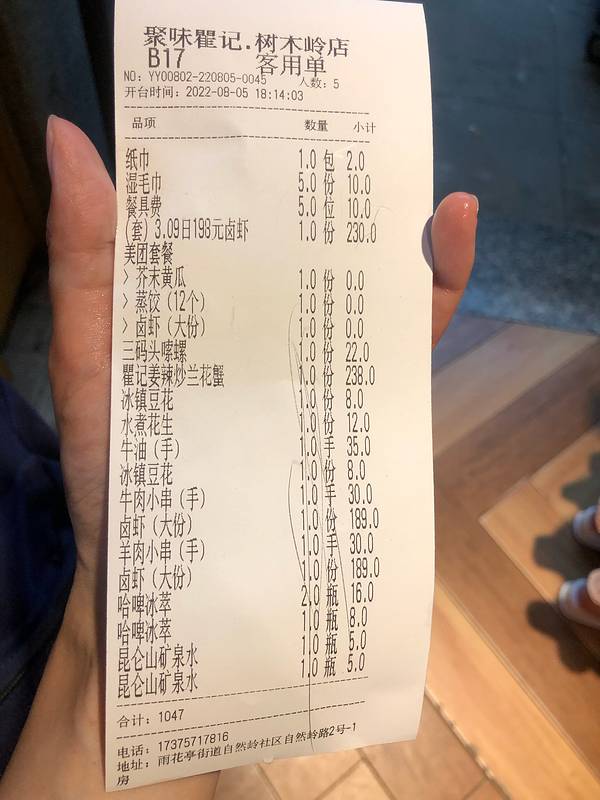 聚味瞿记.树木岭店
B17 客用单
NO: YY00802-220805-0045 人数: 5
开台时间: 2022-08-05 18:14:03
品项 数量 小计
纸巾 1.0 包 2.0
湿毛巾 5.0 份 10.0
餐具费 5.0 位 10.0
(套) 3.09日198元卤虾 1.0 份 230.0
美团套餐
> 芥末黄瓜 1.0 份 0.0
> 蒸饺 (12个) 1.0 份 0.0
> 卤虾 (大份) 1.0 份 0.0
三码头嗦螺 1.0 份 22.0
瞿记姜辣炒兰花蟹 1.0 份 238.0
冰镇豆花 1.0 份 8.0
水煮花生 1.0 份 12.0
牛油 (手) 1.0 手 35.0
冰镇豆花 1.0 份 8.0
牛肉小串 (手) 1.0 手 30.0
卤虾 (大份) 1.0 份 189.0
羊肉小串 (手) 1.0 手 30.0
卤虾 (大份) 1.0 份 189.0
哈啤冰萃 2.0 瓶 16.0
哈啤冰萃 1.0 瓶 8.0
昆仑山矿泉水 1.0 瓶 5.0
昆仑山矿泉水 1.0 瓶 5.0
合计: 1047
电话: 17375717816
地址: 雨花亭街道自然岭社区自然岭路2号-1
房